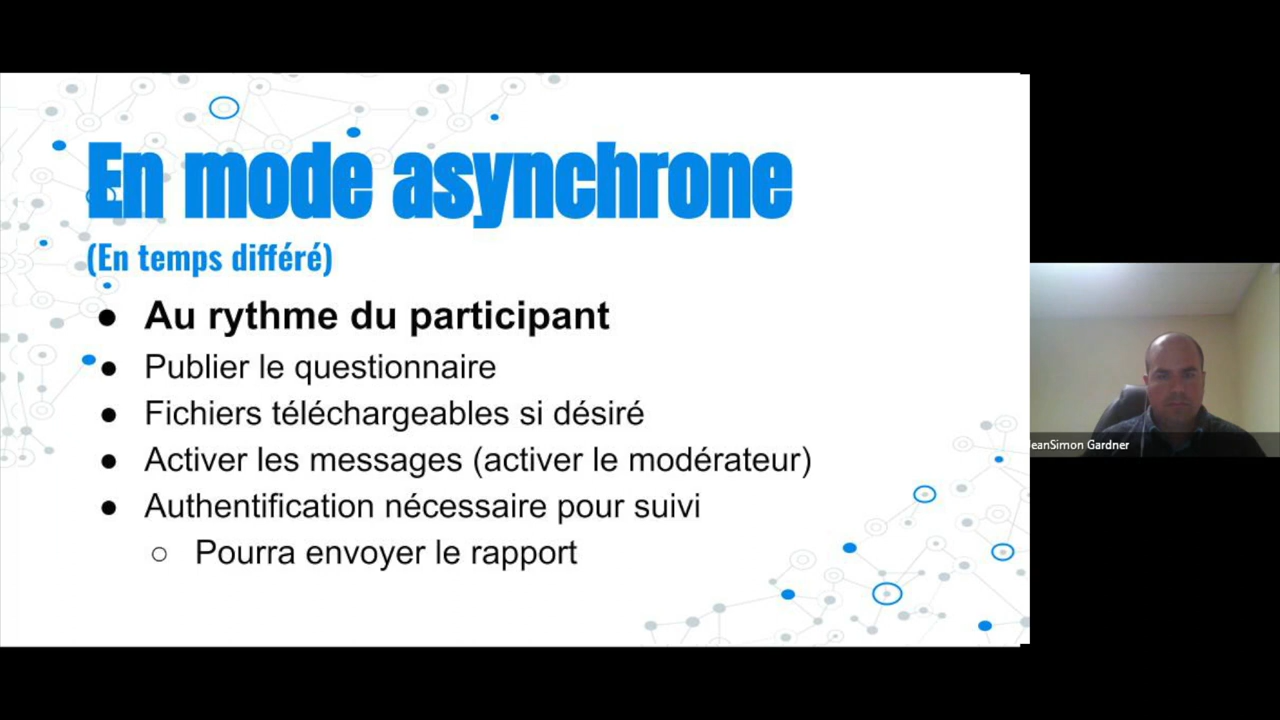 En mode asynchrone
(En temps différé)
● Au rythme du participant
● Publier le questionnaire
● Fichiers téléchargeables si désiré
● Activer les messages (activer le modérateur)
● Authentification nécessaire pour suivi
○ Pourra envoyer le rapport
JeanSimon Gardner